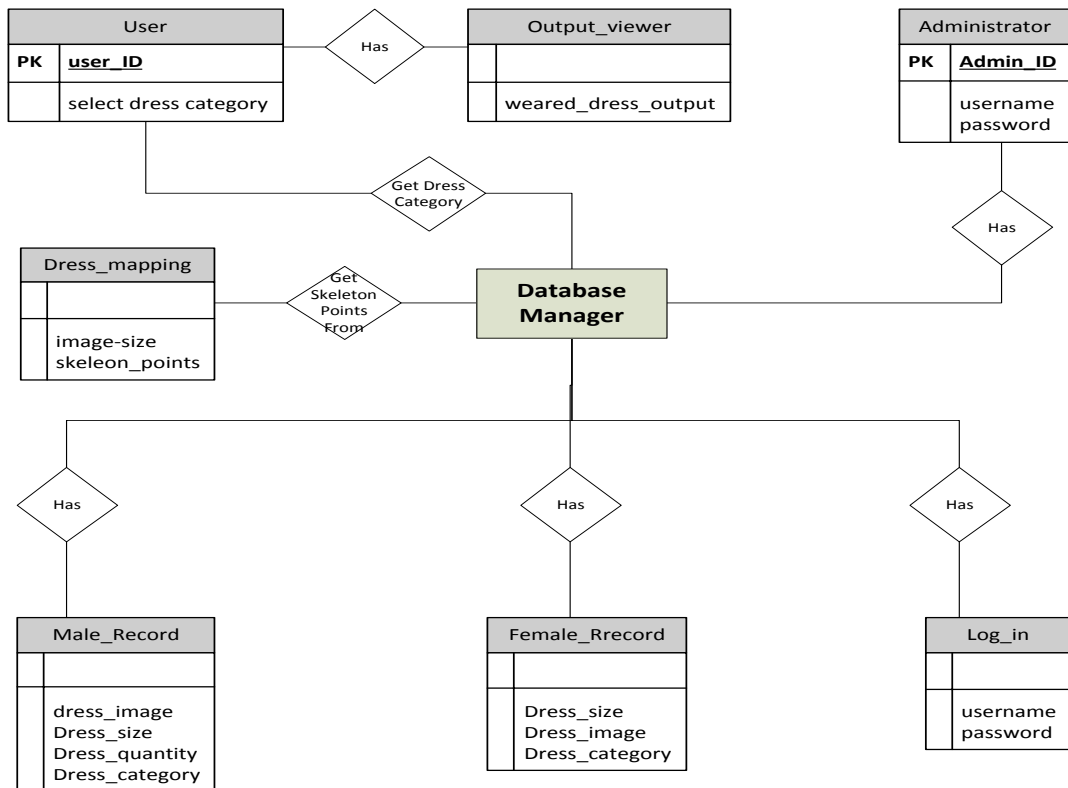 User
PK user_ID
select dress category
Has
Output_viewer
weared_dress_output
Administrator
PK Admin_ID
username
password
Get Dress
Category
Has
Dress_mapping
image-size
skeleon_points
Get
Skeleton
Points
From
Database
Manager
Has
Has
Has
Male_Record
dress_image
Dress_size
Dress_quantity
Dress_category
Female_Rrecord
Dress_size
Dress_image
Dress_category
Log_in
username
password